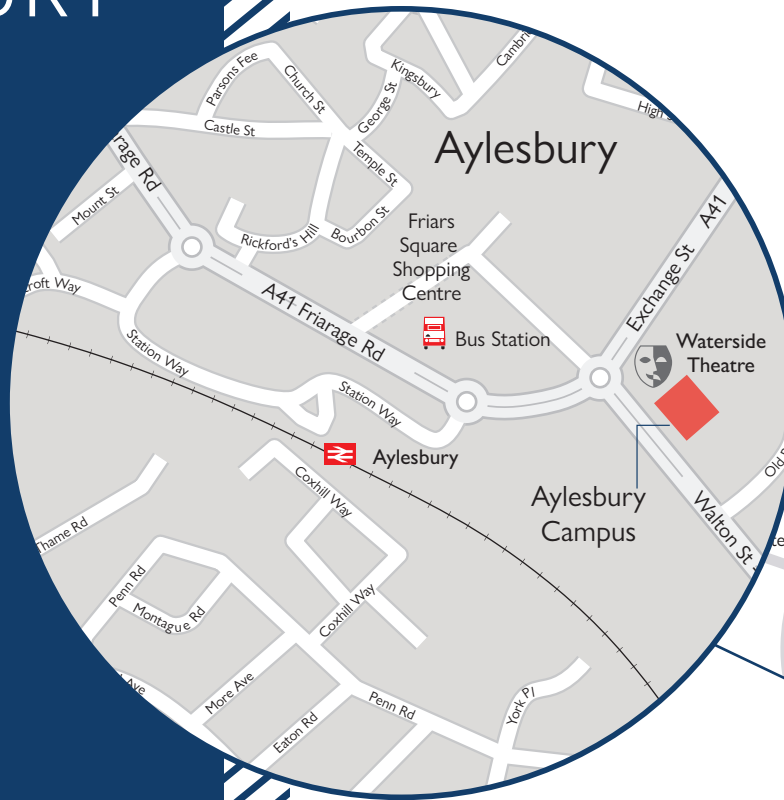 Parsons Fee
Church St
Kingsbury
George St
Castle St
Temple St
Aylesbury
Mount St
Rickford's Hill
Bourbon St
Friars
Square
Shopping
Centre
A41
Exchange St
A41 Friarage Rd
Bus Station
Waterside
Theatre
Station Way
Station Way
Aylesbury
Coxhill Way
Aylesbury
Campus
Walton St
Thame Rd
Penn Rd
Montague Rd
Coxhill Way
More Ave
Penn Rd
York Pl
Eaton Rd